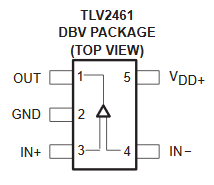 TLV2461
DBV PACKAGE
(TOP VIEW)
OUT 1 5 VDD+
GND 2
IN+ 3 4 IN−